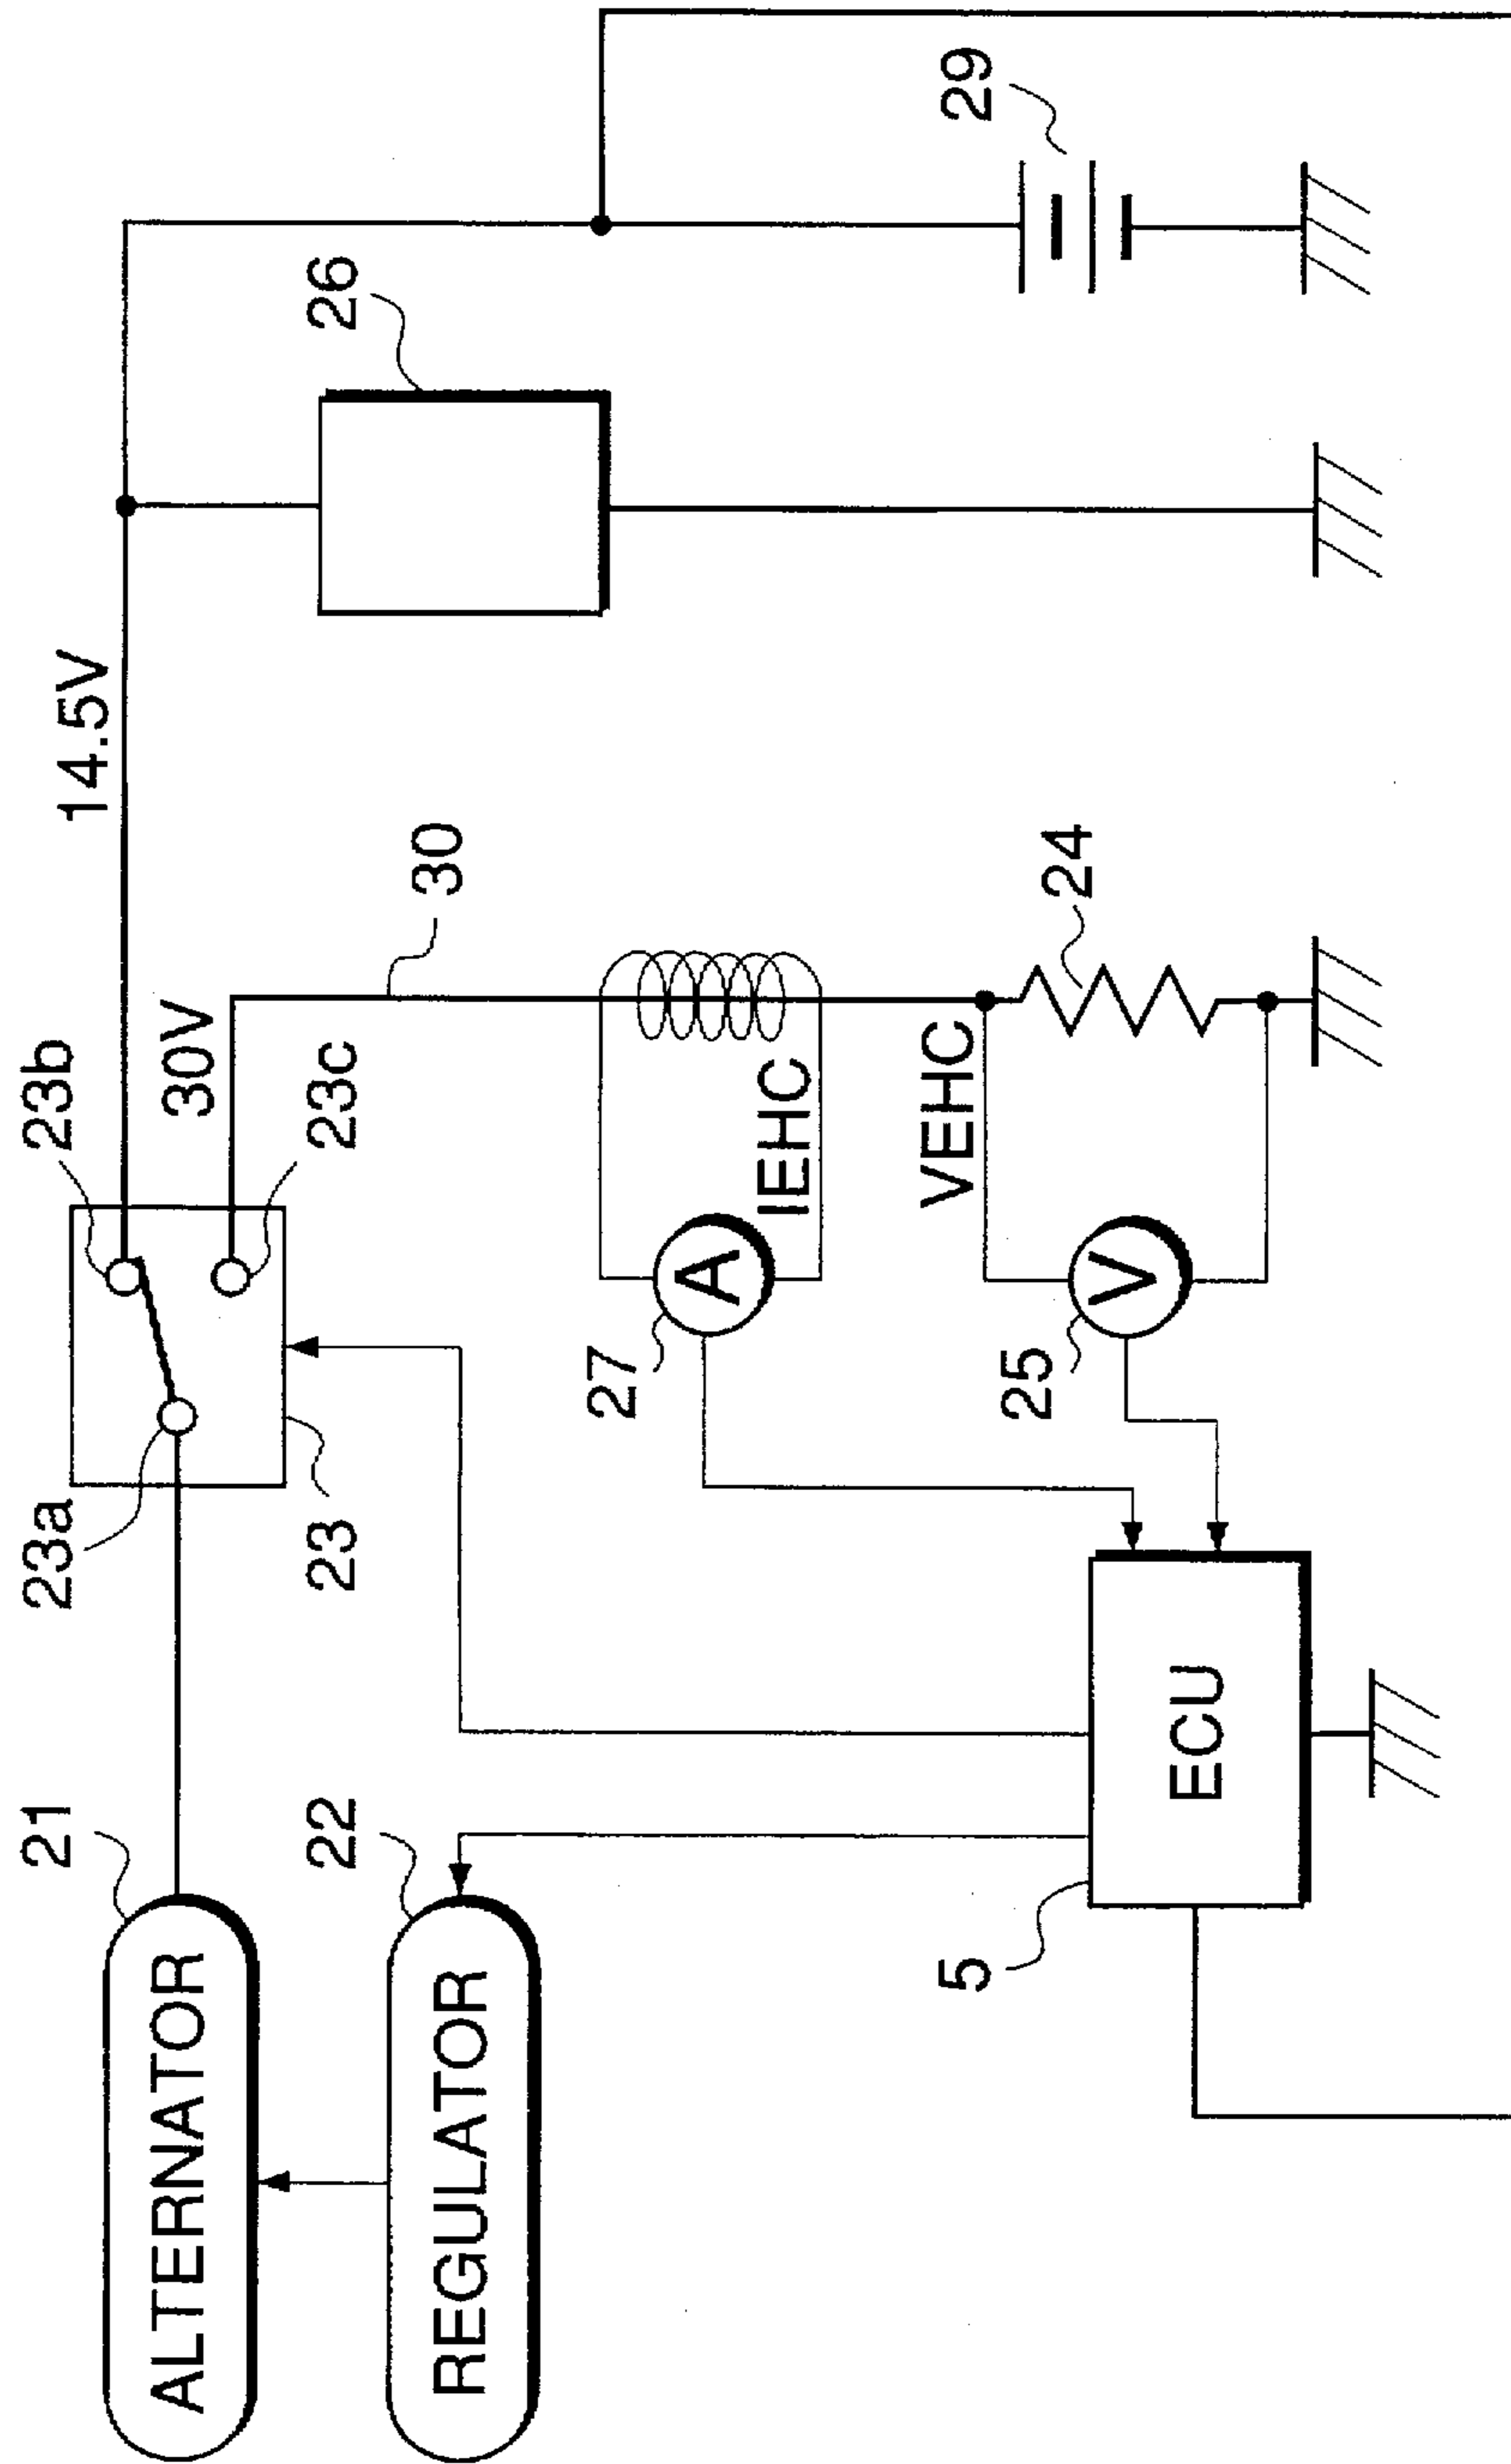 21
ALTERNATOR
22
REGULATOR
23a
23
23b
23c
30V
14.5V
30
26
29
27
A
IEHC
VEHC
25
V
24
5
ECU